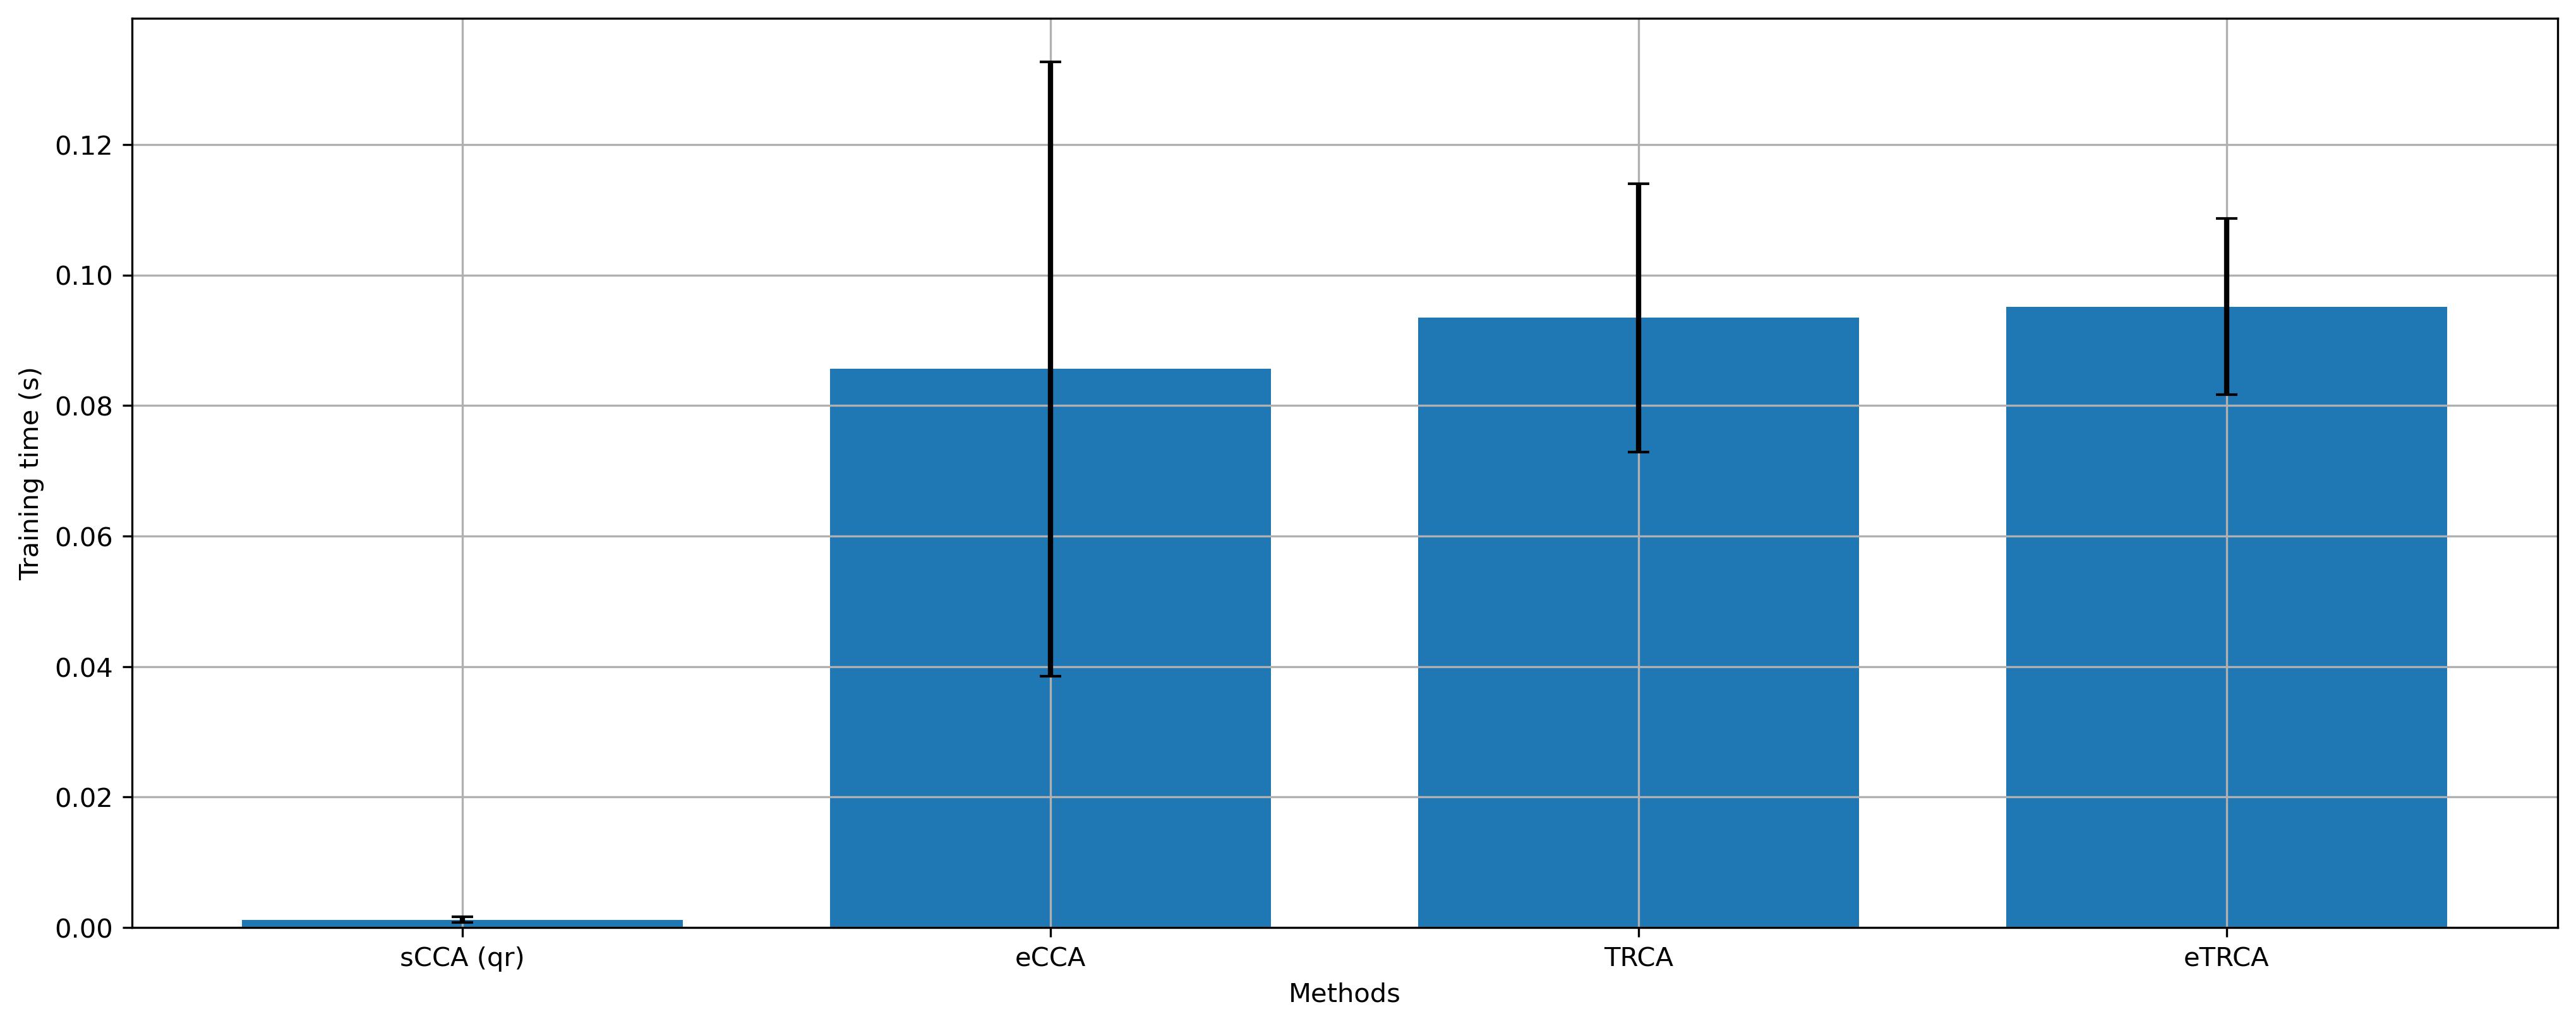 Training time (s)
0.12
0.10
0.08
0.06
0.04
0.02
0.00
sCCA (qr)
eCCA
TRCA
eTRCA
Methods